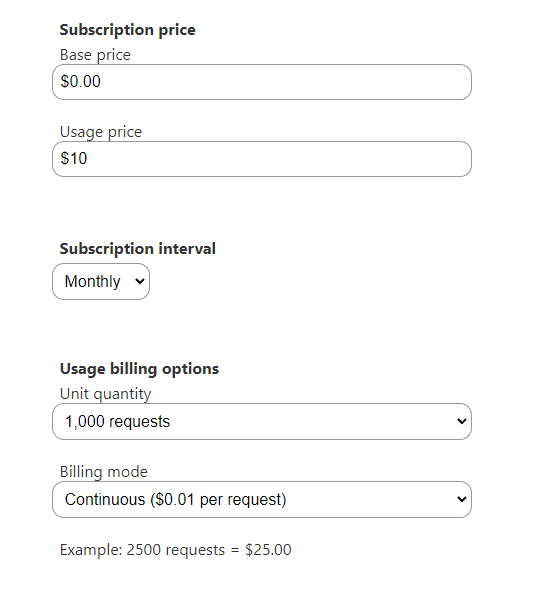 Subscription price
Base price
$0.00
Usage price
$10
Subscription interval
Monthly
Usage billing options
Unit quantity
1,000 requests
Billing mode
Continuous ($0.01 per request)
Example: 2500 requests = $25.00